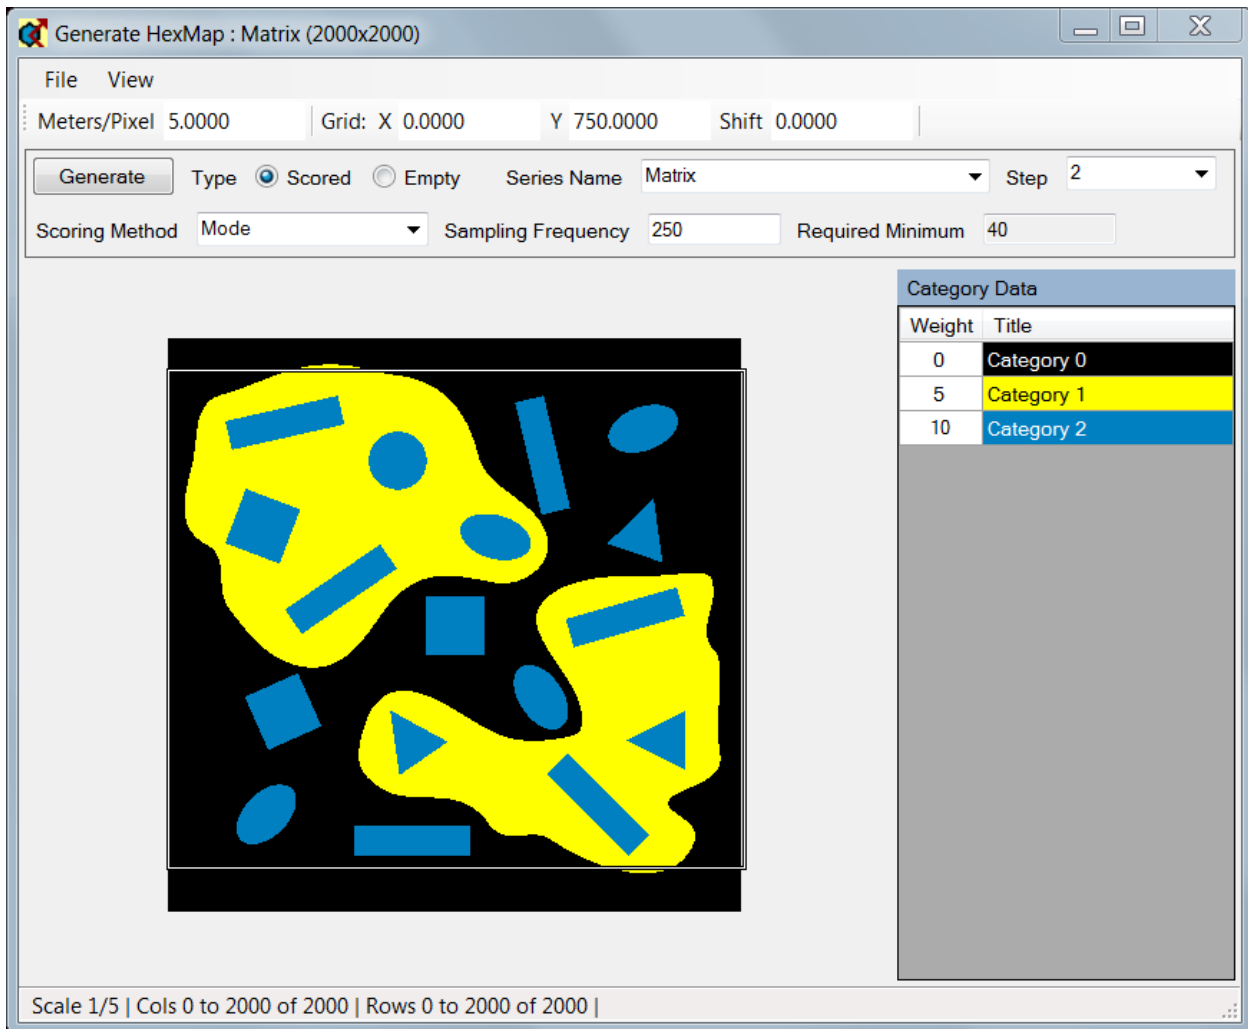 Generate HexMap : Matrix (2000x2000)
File View
Meters/Pixel 5.0000 Grid: X 0.0000 Y 750.0000 Shift 0.0000
Generate Type Scored Empty Series Name Matrix Step 2
Scoring Method Mode Sampling Frequency 250 Required Minimum 40
Category Data
Weight Title
0 Category 0
5 Category 1
10 Category 2
Scale 1/5 | Cols 0 to 2000 of 2000 | Rows 0 to 2000 of 2000 |